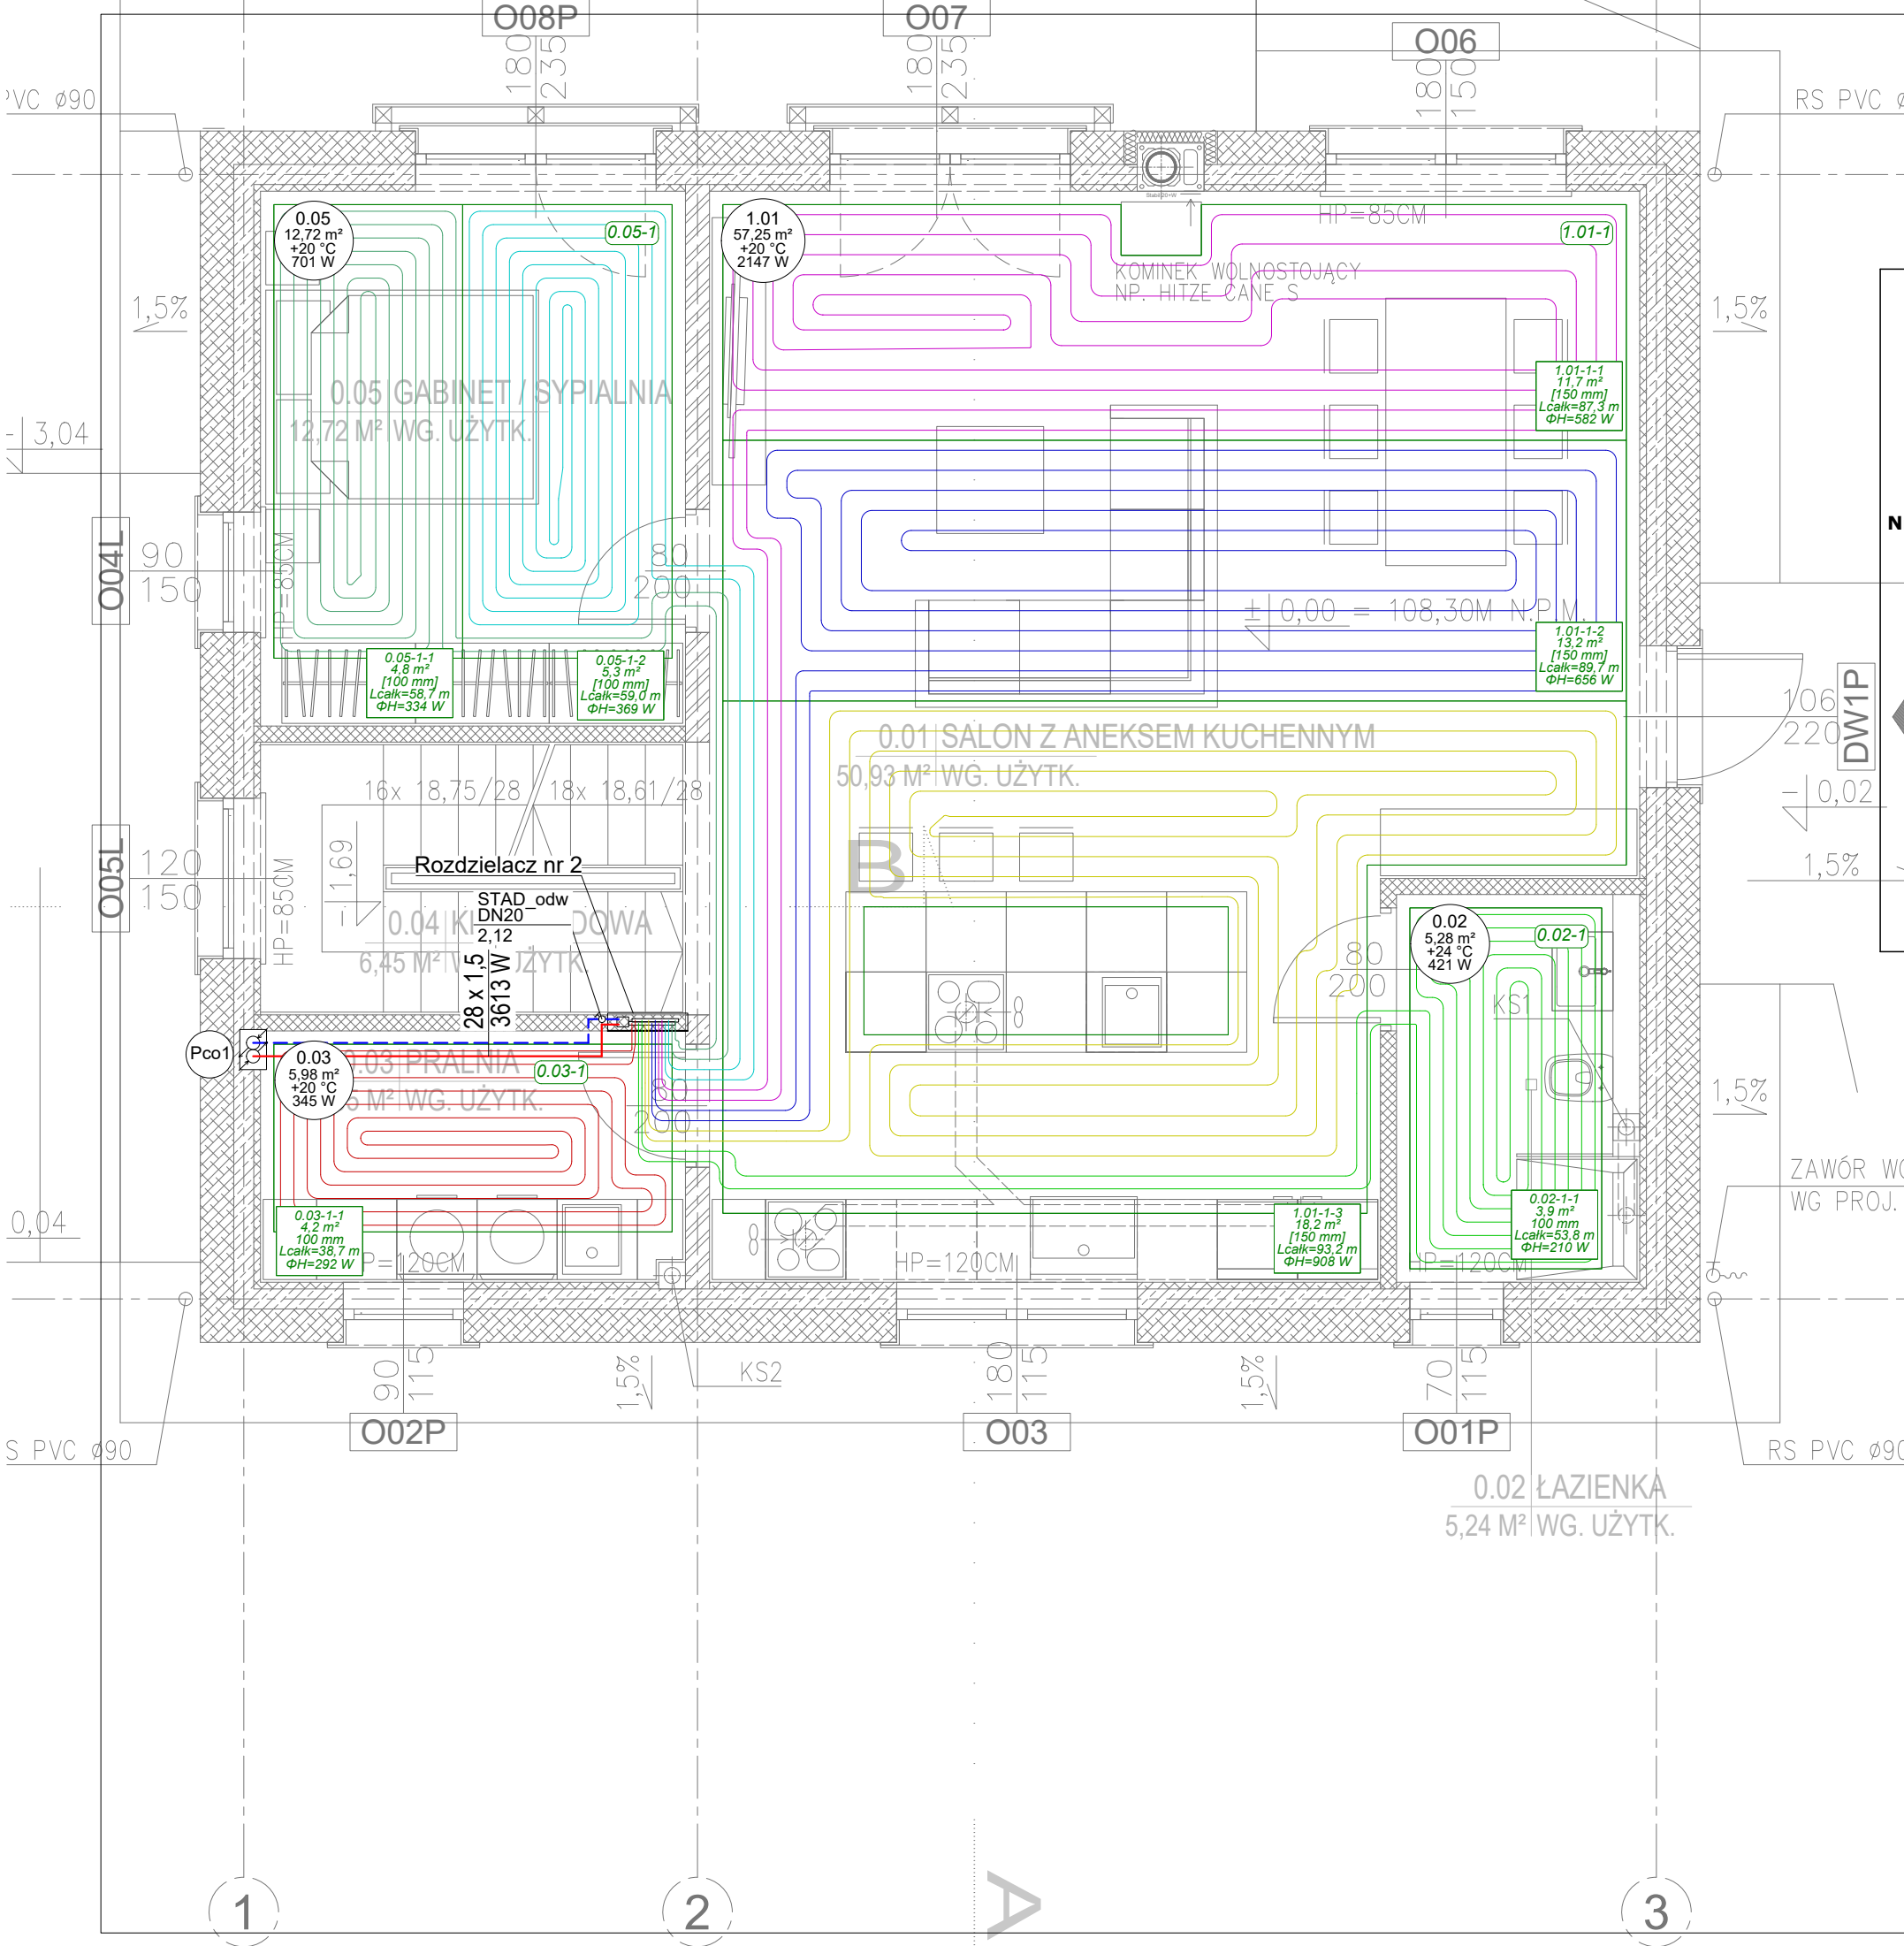 O08P
180
235
O07
180
235
O06
180
150
RS PVC
0.05
12,72 m²
+20 °C
701 W
0.05-1
1.01
57,25 m²
+20 °C
2147 W
HP=85CM
1.01-1
KOMINEK WOLNOSTOJĄCY
NP. HITZE CANE S
1,5%
1,5%
1.01-1-1
11,7 m²
[150 mm]
Lcałk=87,3 m
ΦH=582 W
0.05 GABINET / SYPIALNIA
12,72 M² WG. UŻYTK.
3,04
N
O04L
90
150
HP=85CM
80
200
± 0,00 = 108,30M N.P.M.
1.01-1-2
13,2 m²
[150 mm]
Lcałk=89,7 m
ΦH=656 W
0.05-1-1
4,8 m²
[100 mm]
Lcałk=58,7 m
ΦH=334 W
0.05-1-2
5,3 m²
[100 mm]
Lcałk=59,0 m
ΦH=369 W
106
220
DW1P
0.01 SALON Z ANEKSEM KUCHENNYM
50,93 M² WG. UŻYTK.
16x 18,75/28
18x 18,61/28
-0,02
1,5%
O05L
120
150
HP=85CM
-1,69
Rozdzielacz nr 2
STAD_odw
DN20
2,12
28 x 1,5
3613 W
0.04
6,45 M²
B
80
200
0.02
5,28 m²
+24 °C
421 W
0.02-1
KS1
Pco1
0.03
5,98 m²
+20 °C
345 W
0.03 PRALNIA
M² WG. UŻYTK.
0.03-1
200
1,5%
ZAWÓR
WG PROJ.
0,04
0.03-1-1
4,2 m²
100 mm
Lcałk=38,7 m
ΦH=292 W
P=120CM
HP=120CM
1.01-1-3
18,2 m²
[150 mm]
Lcałk=93,2 m
ΦH=908 W
0.02-1-1
3,9 m²
100 mm
Lcałk=53,8 m
ΦH=210 W
HP=120CM
90
115
1,5%
KS2
180
115
1,5%
70
115
O02P
O03
O01P
S PVC ø90
RS PVC ø90
0.02 ŁAZIENKA
5,24 M² WG. UŻYTK.
1
2
A
3